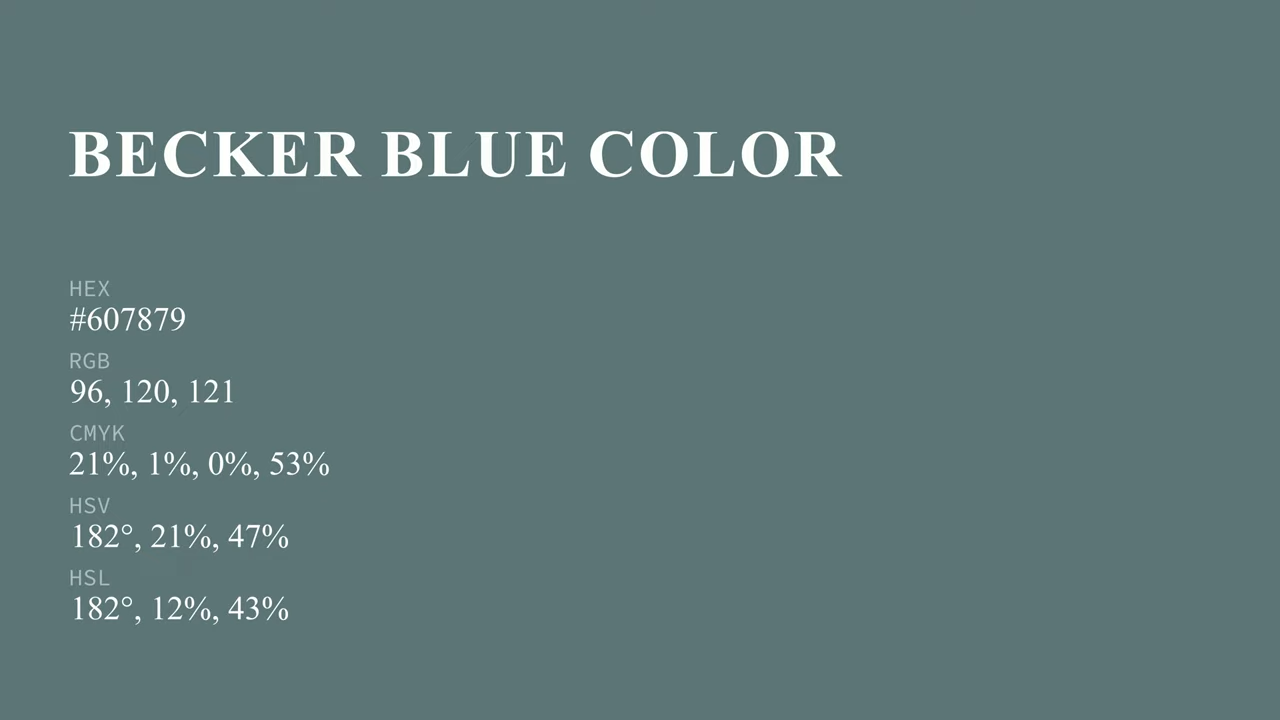 BECKER BLUE COLOR
HEX
#607879
RGB
96, 120, 121
CMYK
21%, 1%, 0%, 53%
HSV
182°, 21%, 47%
HSL
182°, 12%, 43%